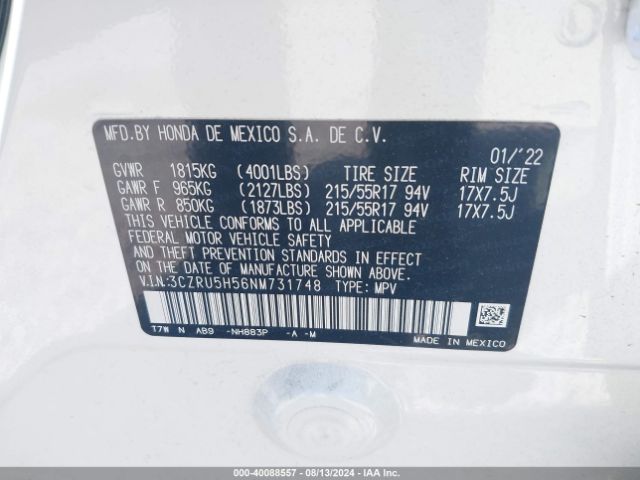 MFD.BY HONDA DE MEXICO S.A. DE C.V.
01/'22
GVWR 1815KG (4001LBS) TIRE SIZE RIM SIZE
GAWR F 965KG (2127LBS) 215/55R17 94V 17X7.5J
GAWR R 850KG (1873LBS) 215/55R17 94V 17X7.5J
THIS VEHICLE CONFORMS TO ALL APPLICABLE
FEDERAL MOTOR VEHICLE SAFETY
AND THEFT PREVENTION STANDARDS IN EFFECT
ON THE DATE OF MANUFACTURE SHOWN ABOVE.
V.IN:3CZRU5H56NM731748 TYPE: MPV
T7W N AB9 -NH883P -A -M
MADE IN MEXICO
000-40088557 - 08/13/2024 - IAA Inc.